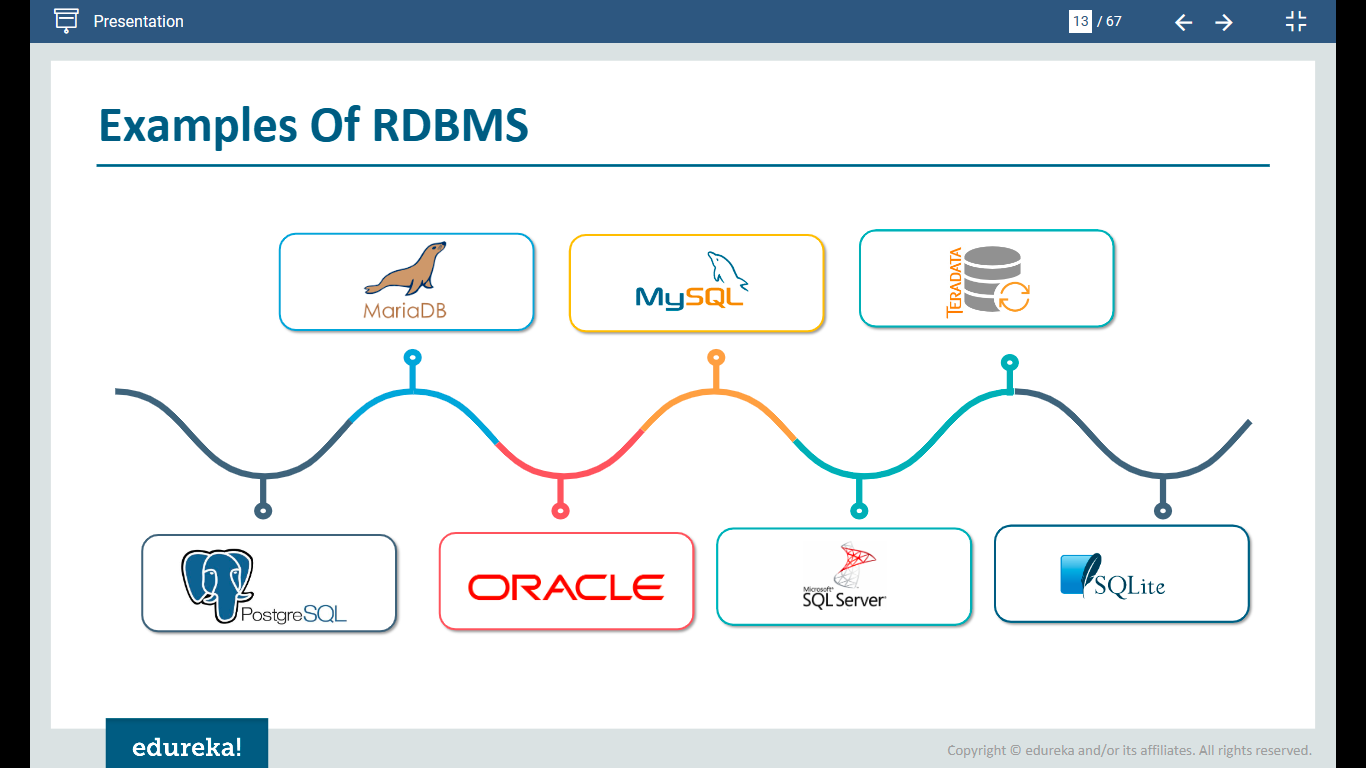 Presentation
13 / 67
Examples Of RDBMS
MariaDB
MySQL
TERADATA
PostgreSQL
ORACLE
Microsoft®
SQL Server®
SQLite
edureka!
Copyright © edureka and/or its affiliates. All rights reserved.